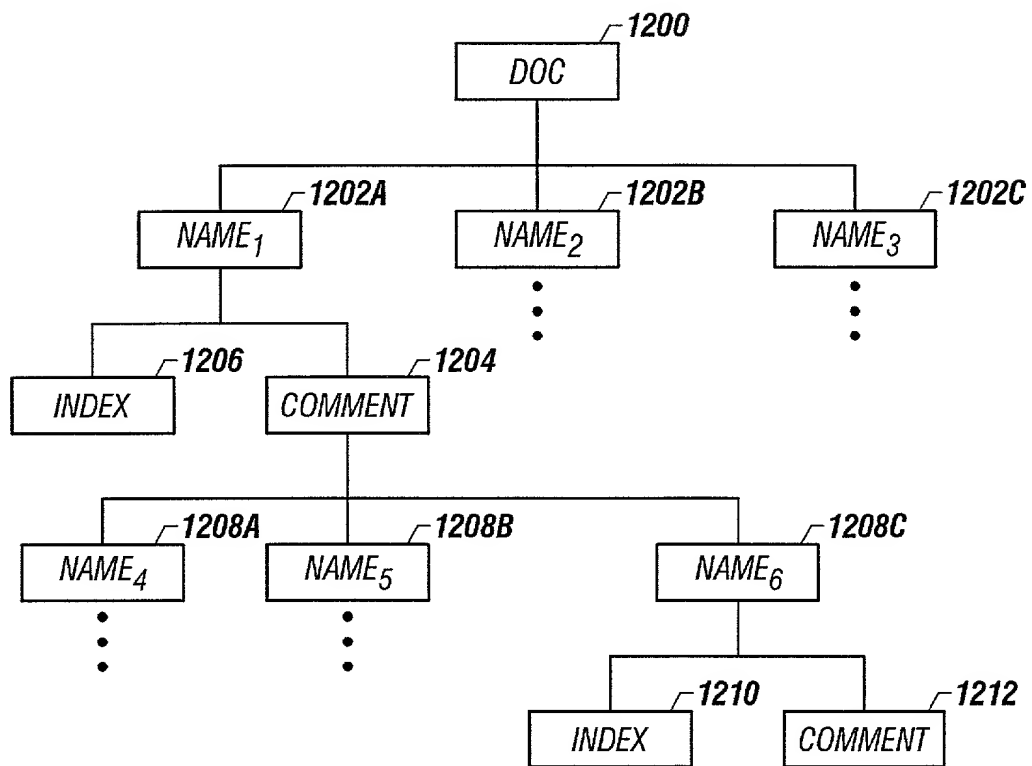 1200
DOC
1202A
1202B
1202C
NAME1
NAME2
NAME3
1206
1204
INDEX
COMMENT
1208A
1208B
1208C
NAME4
NAME5
NAME6
1210
1212
INDEX
COMMENT